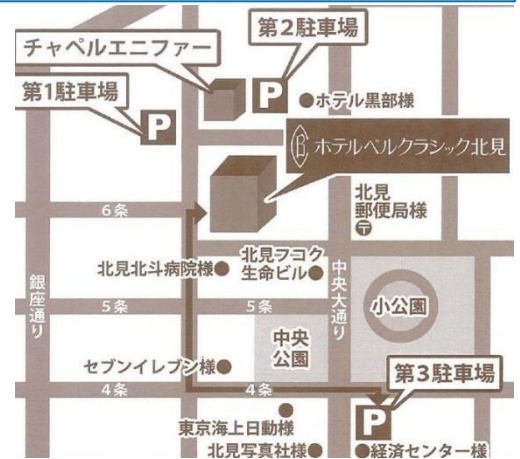 第2駐車場
チャペルエニファー
第1駐車場
P
P
●ホテル黒部様
ホテルベルクラシック北見
6条
北見
郵便局様
〒
北見北斗病院様●
北見フコク
生命ビル●
銀座通り
中央大通り
小公園
5条
5条
中央
公園
セブンイレブン様●
第3駐車場
4条
4条
P
東京海上日動様
北見写真社様●
●経済センター様